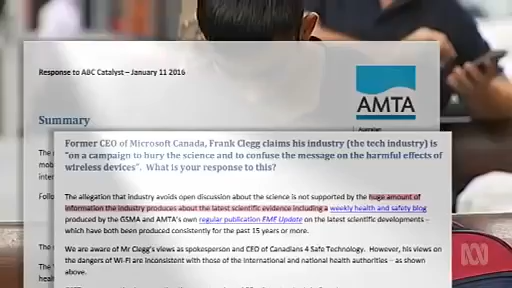 Response to ABC Catalyst – January 11 2016
AMTA
Summary
Former CEO of Microsoft Canada, Frank Clegg claims his industry (the tech industry) is
"on a campaign to bury the science and to confuse the message on the harmful effects of
wireless devices". What is your response to this?
The allegation that industry avoids open discussion about the science is not supported by the huge amount of
information the industry produces about the latest scientific evidence including a weekly health and safety blog
produced by the GSMA and AMTA's own regular publication EMF Update on the latest scientific developments –
which have both been produced consistently for the past 15 years or more.
We are aware of Mr Clegg's views as spokesperson and CEO of Canadians 4 Safe Technology. However, his views on
the dangers of Wi-Fi are inconsistent with those of the international and national health authorities – as shown
above.